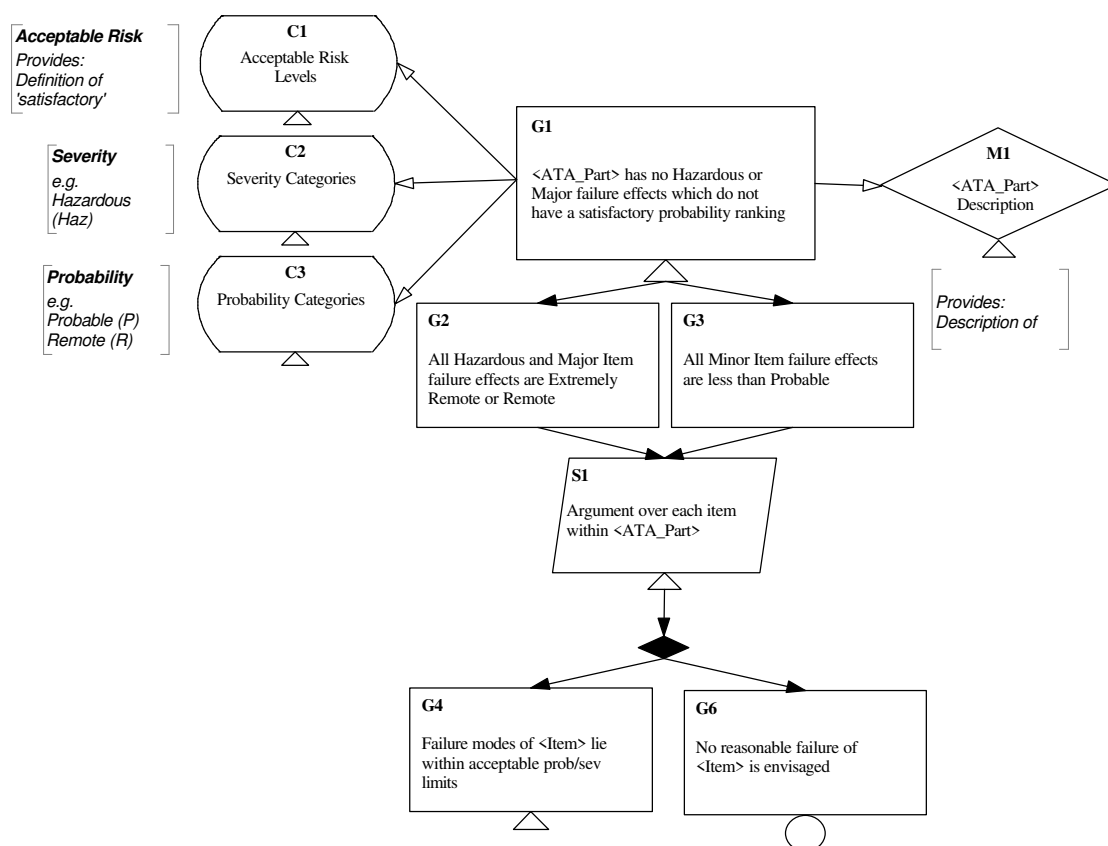 Acceptable Risk
Provides:
Definition of
'satisfactory'
C1
Acceptable Risk
Levels
Severity
e.g.
Hazardous
(Haz)
C2
Severity Categories
Probability
e.g.
Probable (P)
Remote (R)
C3
Probability Categories
G1
<ATA_Part> has no Hazardous or
Major failure effects which do not
have a satisfactory probability ranking
M1
<ATA_Part>
Description
Provides:
Description of
G2
All Hazardous and Major Item
failure effects are Extremely
Remote or Remote
G3
All Minor Item failure effects
are less than Probable
S1
Argument over each item
within <ATA_Part>
G4
Failure modes of <Item> lie
within acceptable prob/sev
limits
G6
No reasonable failure of
<Item> is envisaged